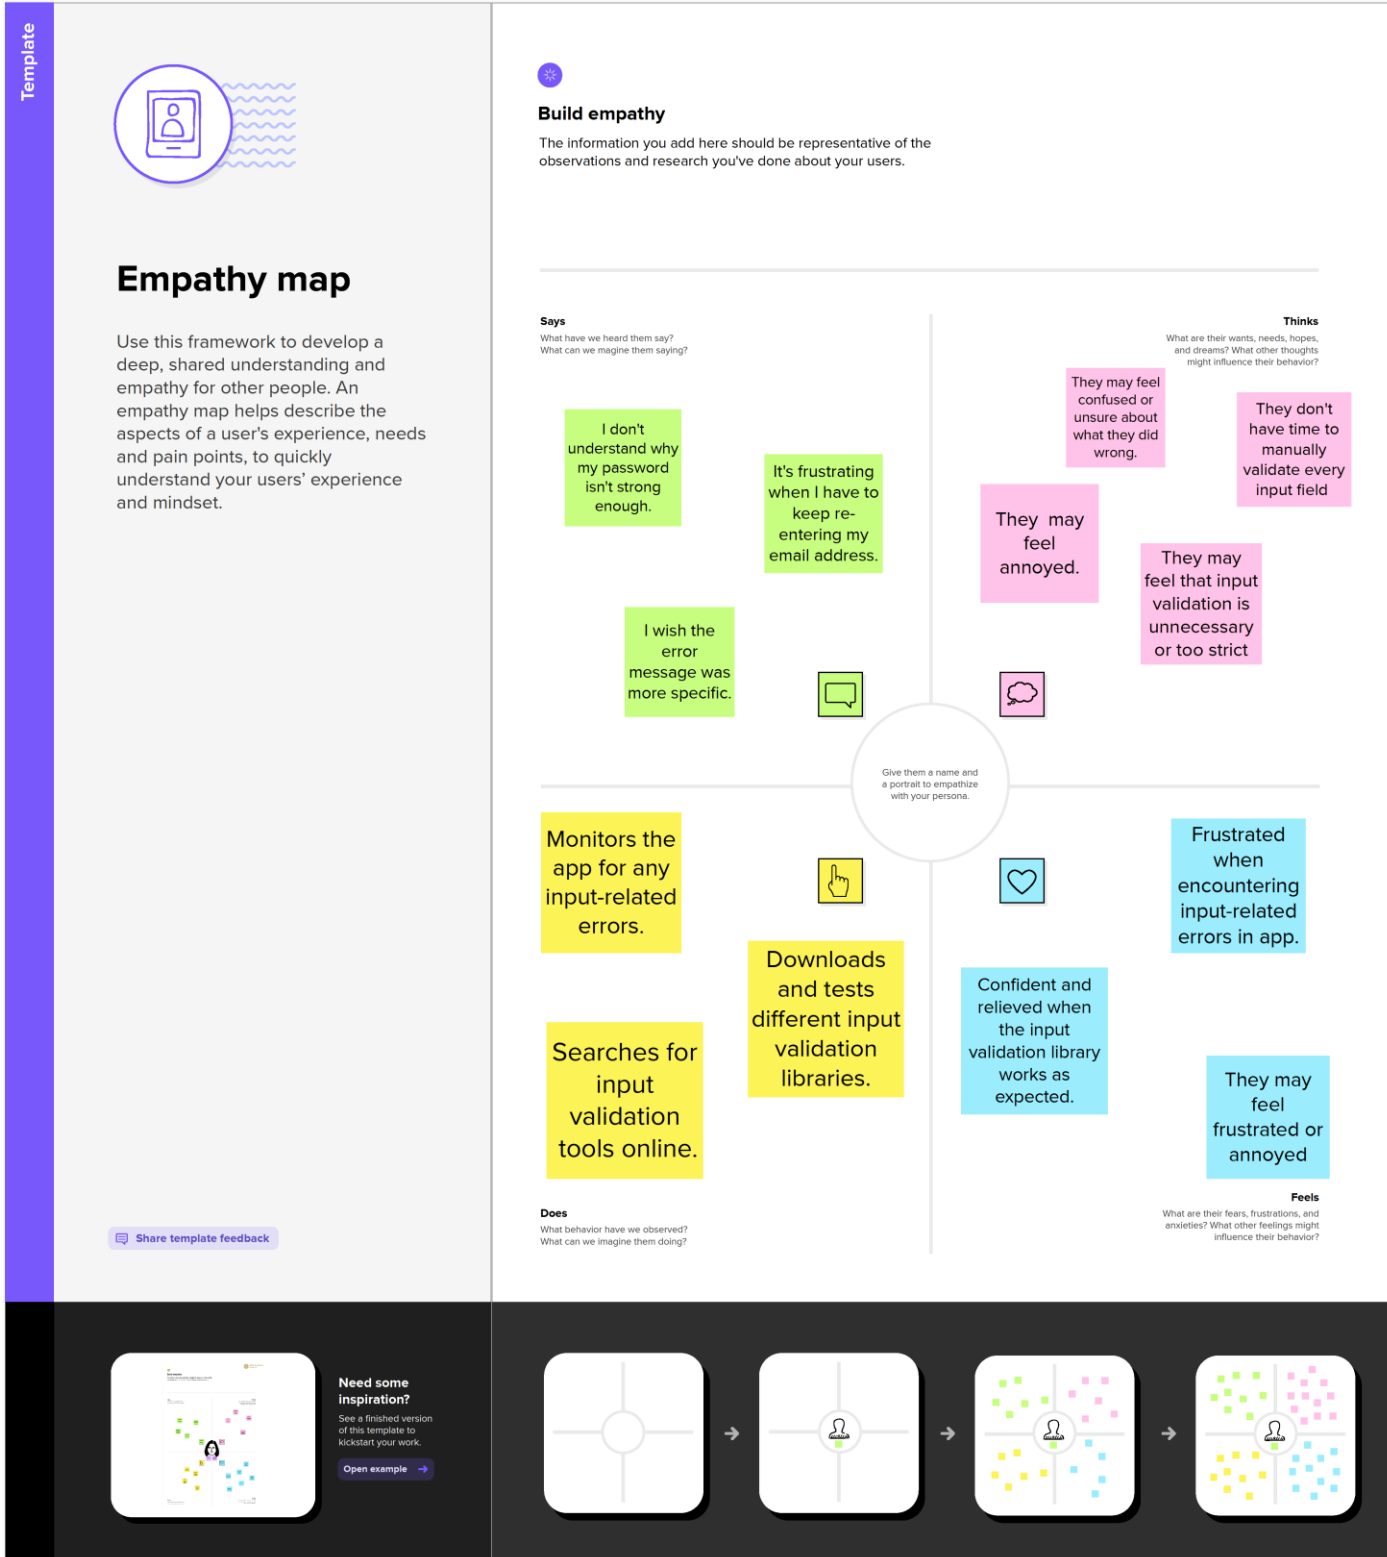 Template
Empathy map
Use this framework to develop a
deep, shared understanding and
empathy for other people. An
empathy map helps describe the
aspects of a user's experience, needs
and pain points, to quickly
understand your users’ experience
and mindset.
Share template feedback
Build empathy
The information you add here should be representative of the
observations and research you've done about your users.
Says
What have we heard them say?
What can we magine them saying?
I don't
understand why
my password
isn't strong
enough.
It's frustrating
when I have to
keep re-
entering my
email address.
I wish the
error
message was
more specific.
Thinks
What are their wants, needs, hopes,
and dreams? What other thoughts
might influence their behavior?
They may feel
confused or
unsure about
what they did
wrong.
They don't
have time to
manually
validate every
input field
They may
feel
annoyed.
They may
feel that input
validation is
unnecessary
or too strict
Give them a name and
a portrait to empathize
with your persona.
Monitors the
app for any
input-related
errors.
Downloads
and tests
different input
validation
libraries.
Searches for
input
validation
tools online.
Does
What behavior have we observed?
What can we imagine them doing?
Frustrated
when
encountering
input-related
errors in app.
Confident and
relieved when
the input
validation library
works as
expected.
They may
feel
frustrated or
annoyed
Feels
What are their fears, frustrations, and
anxieties? What other feelings might
influence their behavior?
Need some
inspiration?
See a finished version
of this template to
kickstart your work.
Open example